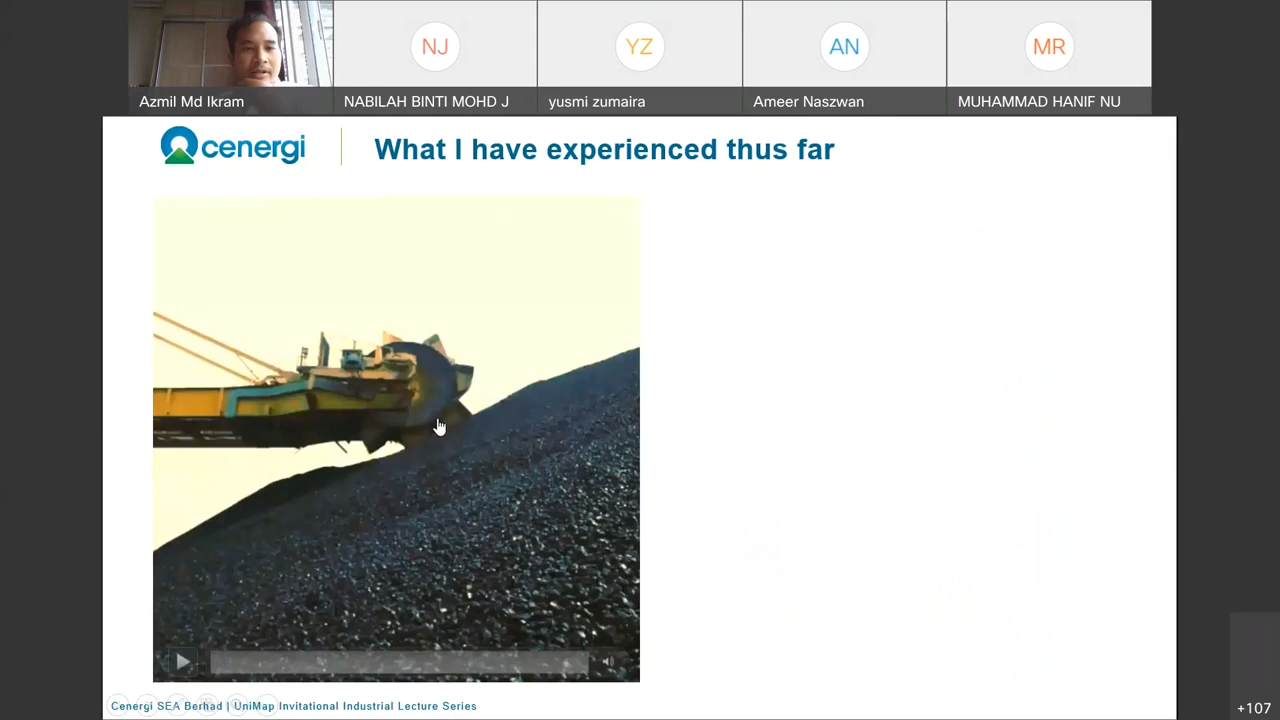 NJ
YZ
AN
MR
Azmil Md Ikram
NABILAH BINTI MOHD J
yusmi zumaira
Ameer Naszwan
MUHAMMAD HANIF NU
cenergi
What I have experienced thus far
Cenergi SEA Berhad | UniMap Invitational Industrial Lecture Series
+107